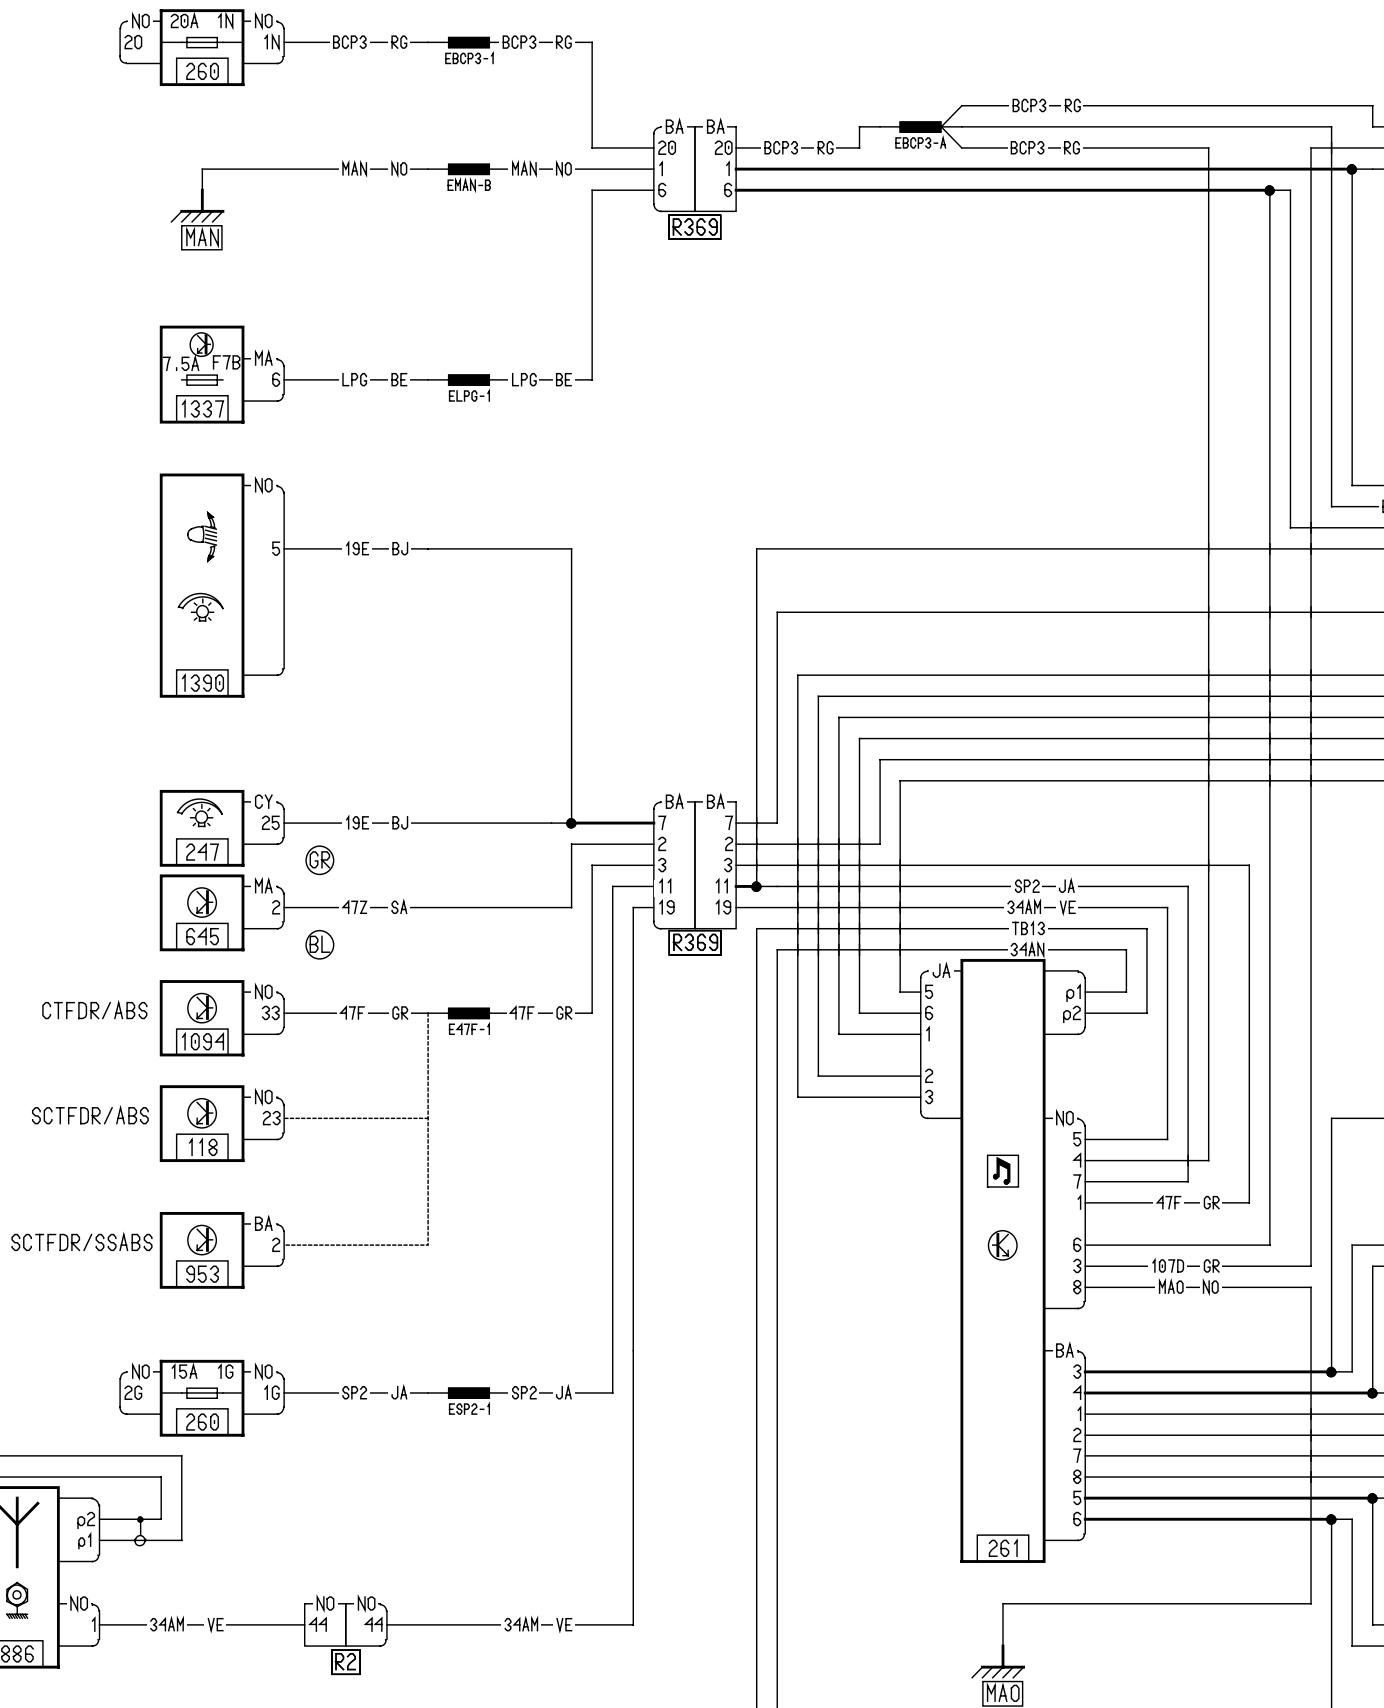 NO 20A 1N NO
20 1N BCP3 RG BCP3 RG
EBCP3-1
260
BCP3 RG
BA BA
20 20 BCP3 RG EBCP3-A BCP3 RG
MAN NO MAN NO 1 1
EMAN-B
6 6
R369
MAN
7.5A F7B MA
6 LPG BE LPG BE
ELPG-1
1337
NO
5 19E BJ
1390
CY BA BA
25 19E BJ 7 7
247 2 2
GR
3 3
MA 11 11 SP2 JA
2 47Z SA 19 19 34AM VE
645
BL
R369
TB13
34AN
JA
NO 5 p1
CTFDR/ABS 33 47F GR 47F GR 6 p2
E47F-1
1
1094
2
3
NO
SCTFDR/ABS 23 NO
118 5
4
7
1 47F GR
BA
SCTFDR/SSABS 2 6
953 3 107D GR
8 MAO NO
BA
NO 15A 1G NO 3
2G 1G SP2 JA SP2 JA 4
ESP2-1
260 1
2
7
8
5
p2 6
p1
261
NO NO NO
1 34AM VE 44 44 34AM VE
886 R2
MAO